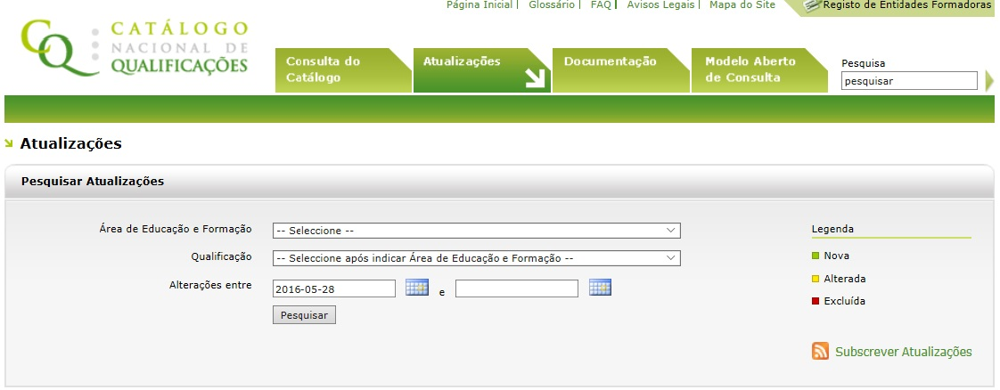 Página Inicial | Glossário | FAQ | Avisos Legais | Mapa do Site
Registo de Entidades Formadoras
CQ
CATÁLOGO
NACIONAL DE
QUALIFICAÇÕES
Consulta do
Catálogo
Atualizações
Documentação
Modelo Aberto
de Consulta
Pesquisa
pesquisar
Atualizações
Pesquisar Atualizações
Área de Educação e Formação
-- Seleccione --
Qualificação
-- Seleccione após indicar Área de Educação e Formação --
Alterações entre
2016-05-28
e
Pesquisar
Legenda
Nova
Alterada
Excluída
Subscrever Atualizações